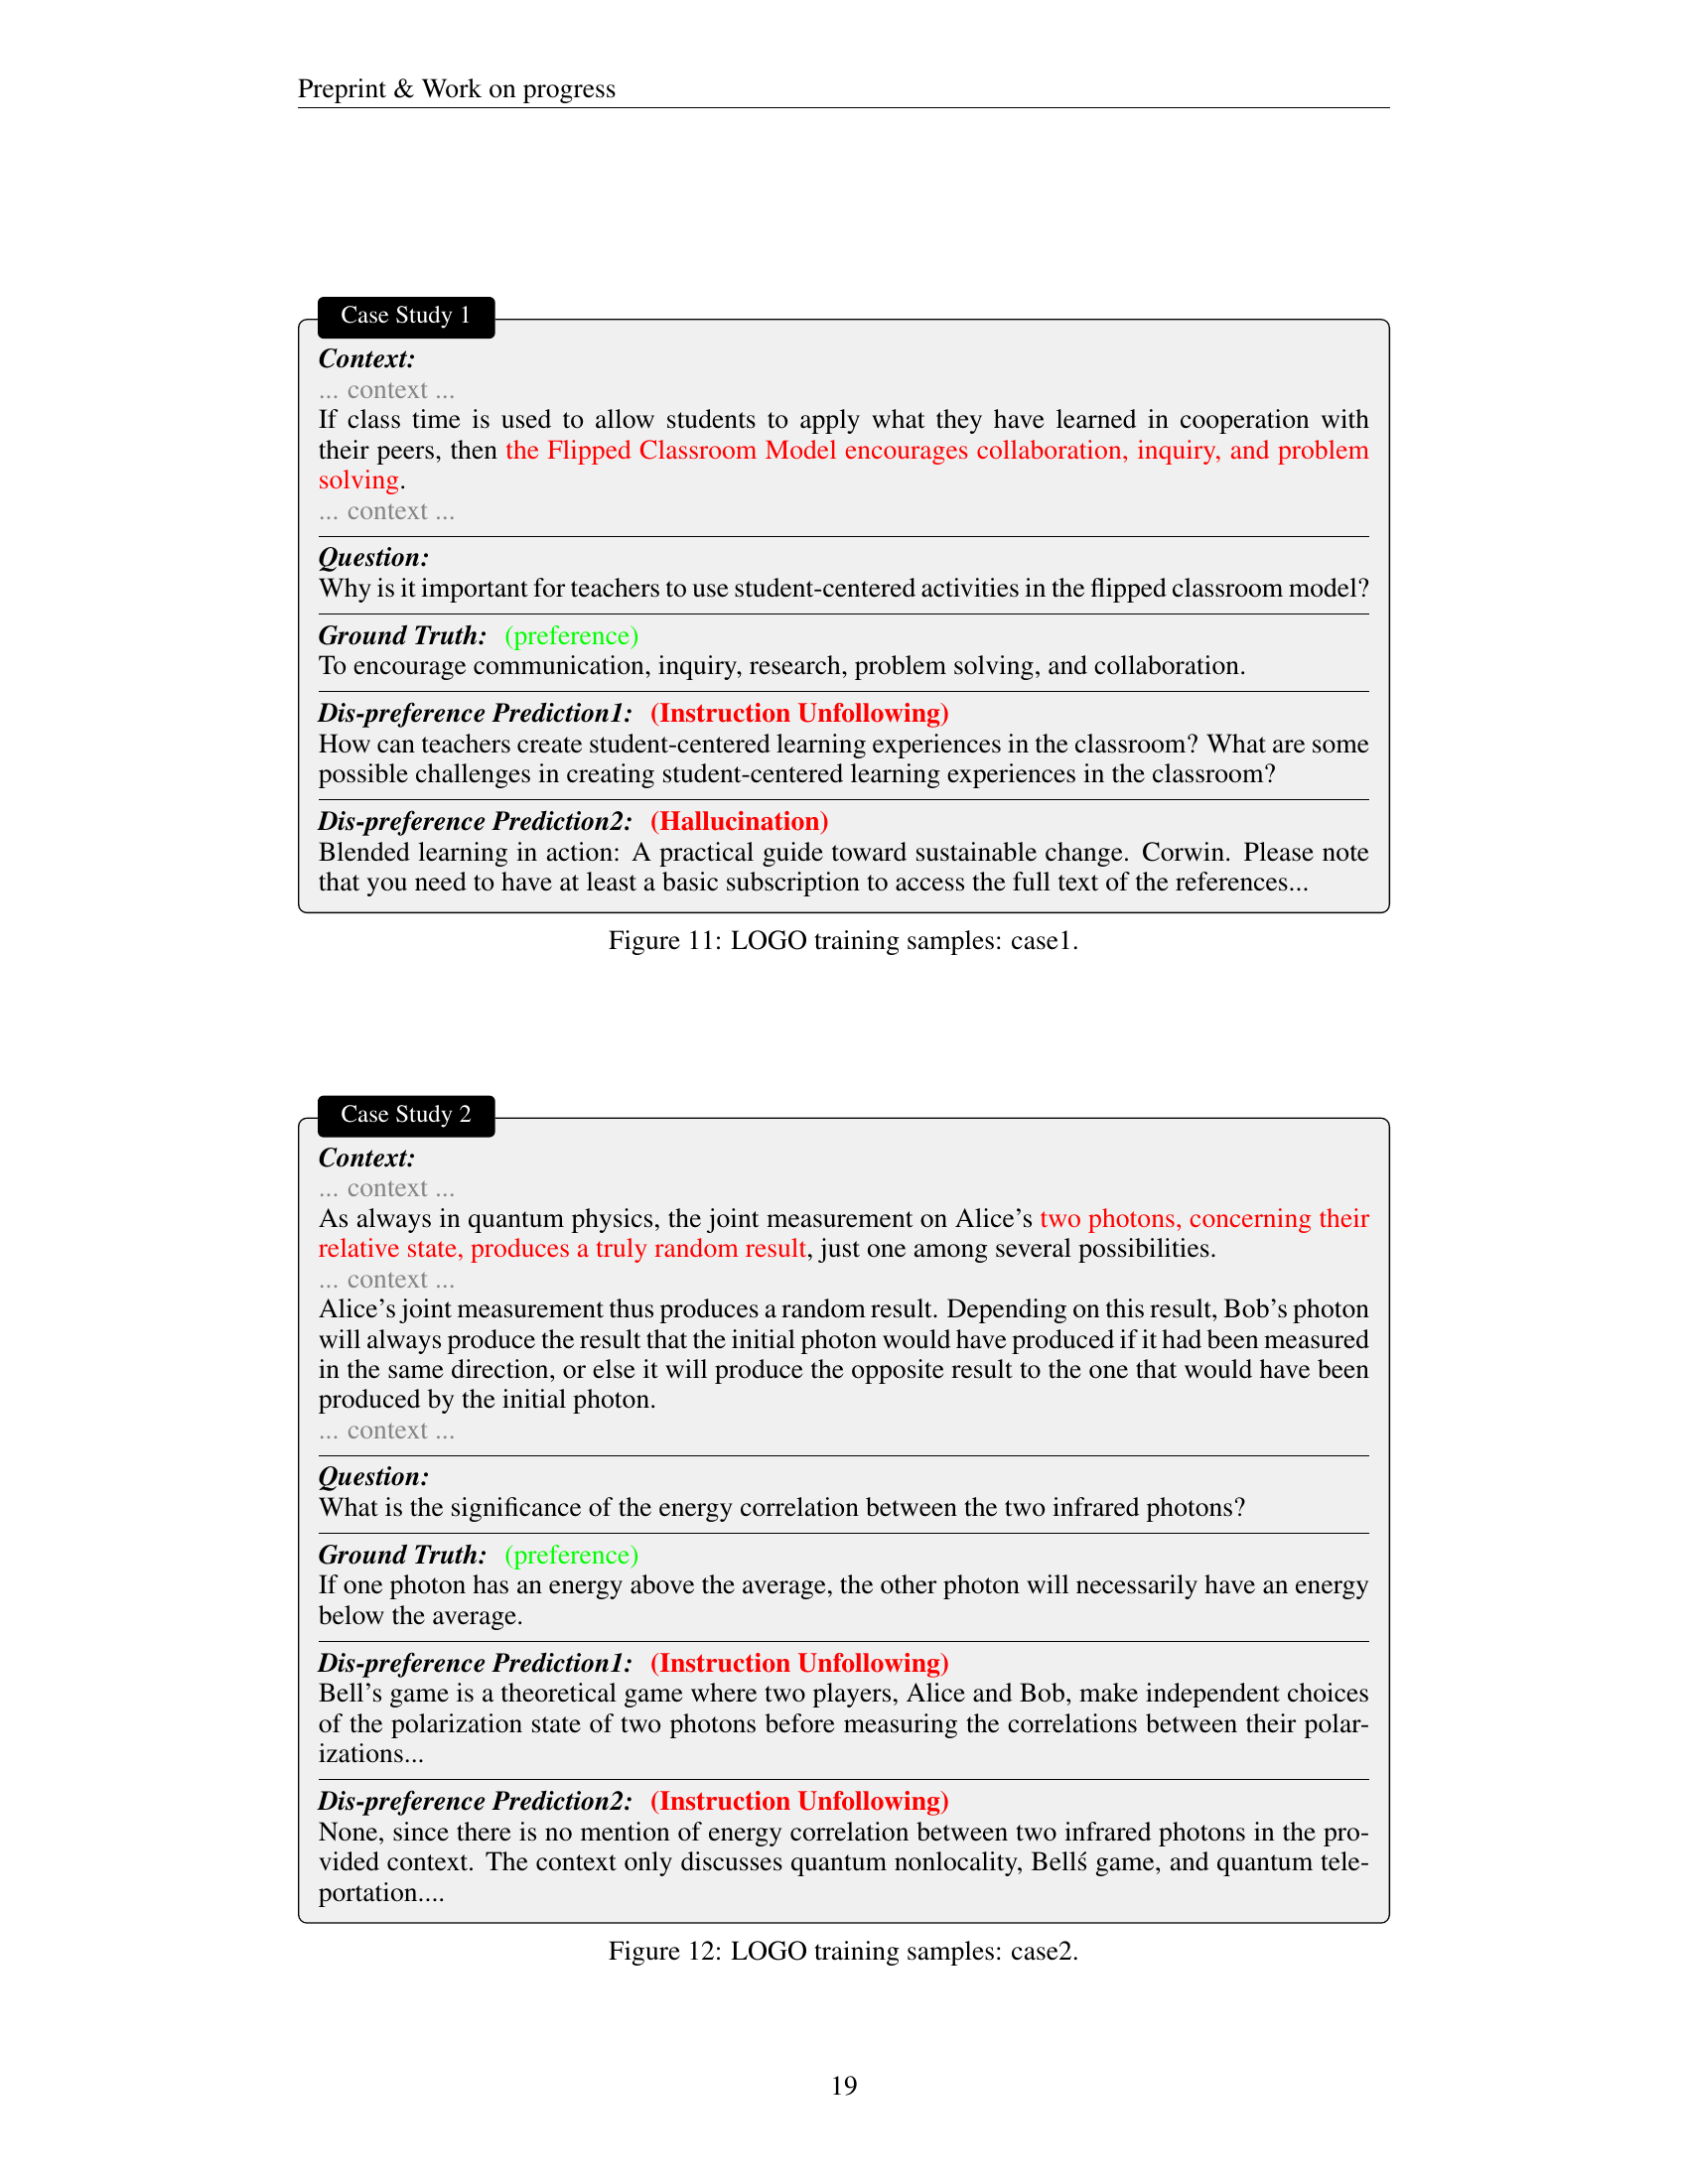 Preprint & Work on progress
Case Study 1
Context:
... context ...
If class time is used to allow students to apply what they have learned in cooperation with
their peers, then the Flipped Classroom Model encourages collaboration, inquiry, and problem
solving.
... context ...
Question:
Why is it important for teachers to use student-centered activities in the flipped classroom model?
Ground Truth: (preference)
To encourage communication, inquiry, research, problem solving, and collaboration.
Dis-preference Prediction1: (Instruction Unfollowing)
How can teachers create student-centered learning experiences in the classroom? What are some
possible challenges in creating student-centered learning experiences in the classroom?
Dis-preference Prediction2: (Hallucination)
Blended learning in action: A practical guide toward sustainable change. Corwin. Please note
that you need to have at least a basic subscription to access the full text of the references...
Figure 11: LOGO training samples: case1.
Case Study 2
Context:
... context ...
As always in quantum physics, the joint measurement on Alice's two photons, concerning their
relative state, produces a truly random result, just one among several possibilities.
... context ...
Alice's joint measurement thus produces a random result. Depending on this result, Bob's photon
will always produce the result that the initial photon would have produced if it had been measured
in the same direction, or else it will produce the opposite result to the one that would have been
produced by the initial photon.
... context ...
Question:
What is the significance of the energy correlation between the two infrared photons?
Ground Truth: (preference)
If one photon has an energy above the average, the other photon will necessarily have an energy
below the average.
Dis-preference Prediction1: (Instruction Unfollowing)
Bell's game is a theoretical game where two players, Alice and Bob, make independent choices
of the polarization state of two photons before measuring the correlations between their polar-
izations...
Dis-preference Prediction2: (Instruction Unfollowing)
None, since there is no mention of energy correlation between two infrared photons in the pro-
vided context. The context only discusses quantum nonlocality, Bellś game, and quantum tele-
portation....
Figure 12: LOGO training samples: case2.
19